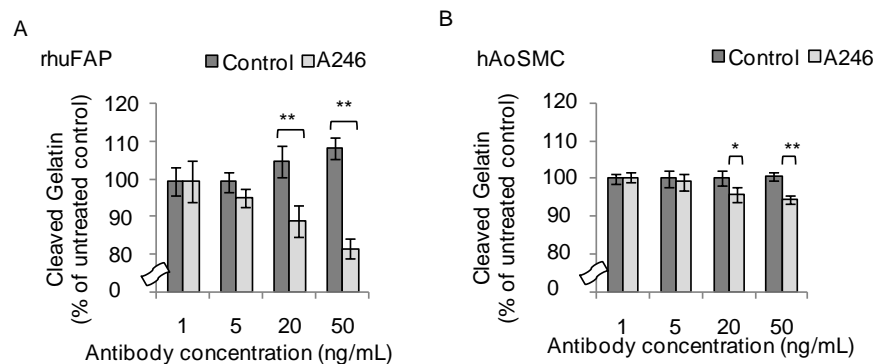 A
rhuFAP
Control A246
Cleaved Gelatin
(% of untreated control)
120
110
100
90
80
0
** **
1 5 20 50
Antibody concentration (ng/mL)
B
hAoSMC
Control A246
Cleaved Gelatin
(% of untreated control)
120
110
100
90
80
0
* **
1 5 20 50
Antibody concentration (ng/mL)